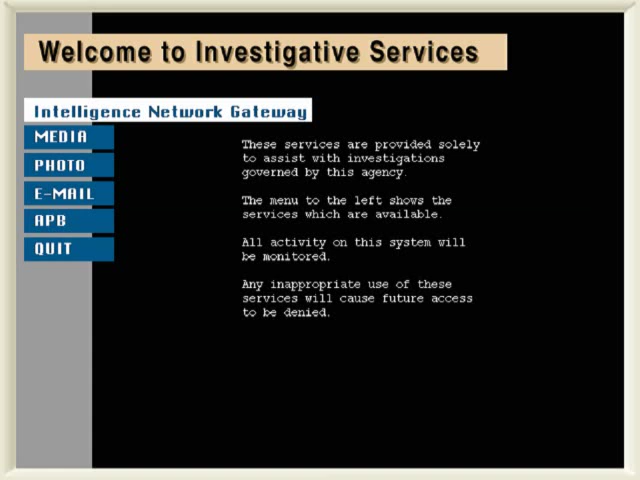 Welcome to Investigative Services
Intelligence Network Gateway
MEDIA
PHOTO
E-MAIL
APB
QUIT
These services are provided solely
to assist with investigations
governed by this agency.
The menu to the left shows the
services which are available.
All activity on this system will
be monitored.
Any inappropriate use of these
services will cause future access
to be denied.